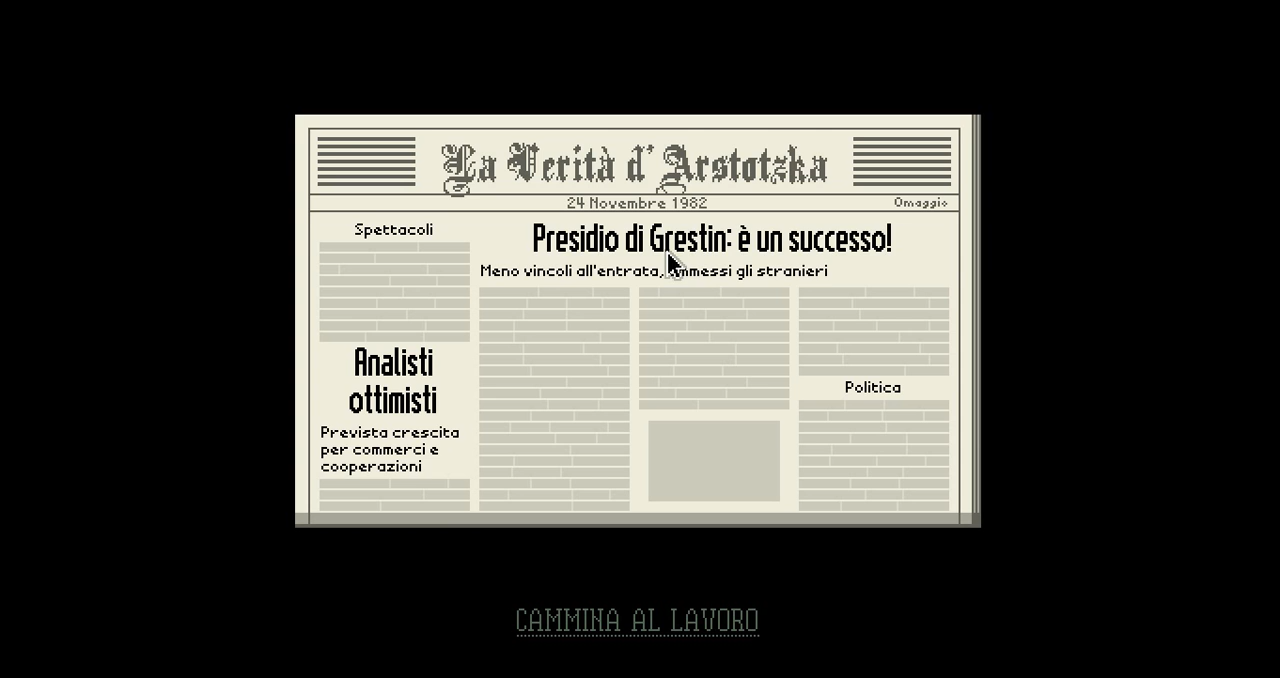 La Verità d'Arstotzka
24 Novembre 1982
Omaggio
Spettacoli
Analisti
ottimisti
Prevista crescita
per commerci e
cooperazioni
Presidio di Grestin: è un successo!
Meno vincoli all'entrata, ammessi gli stranieri
Politica
CAMMINA AL LAVORO